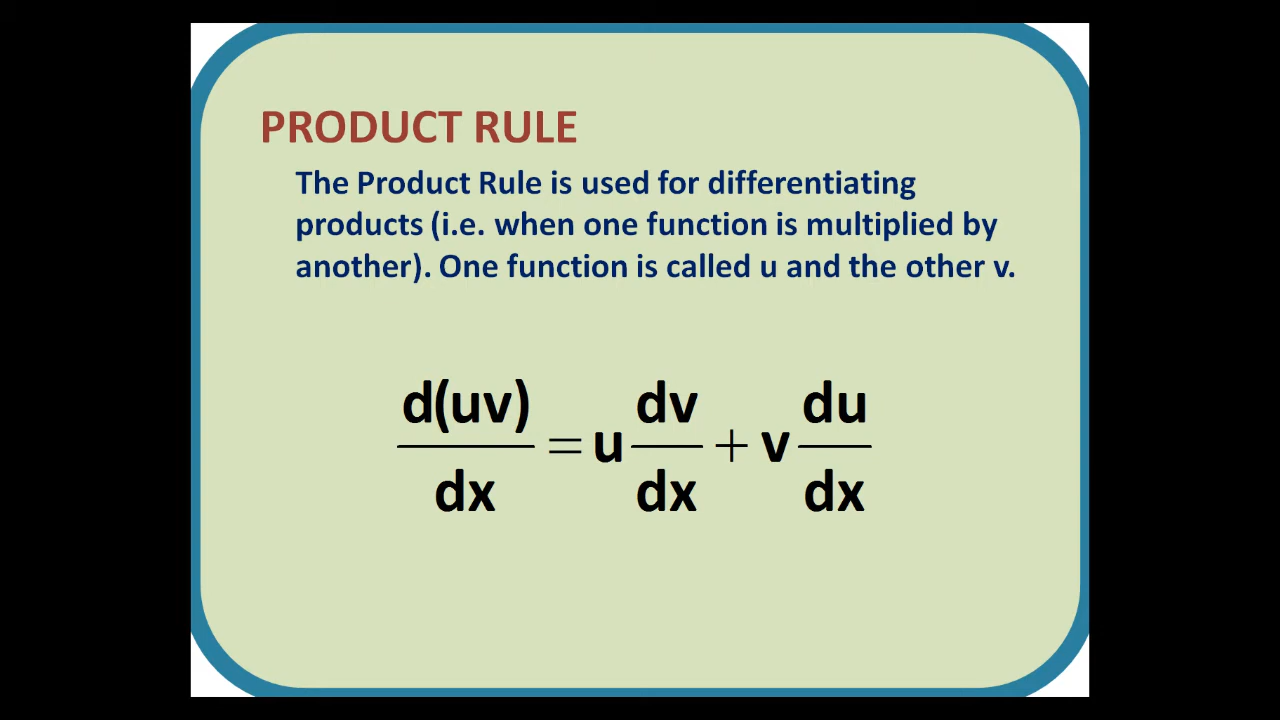 PRODUCT RULE
The Product Rule is used for differentiating
products (i.e. when one function is multiplied by
another). One function is called u and the other v.
d(uv)/dx = u dv/dx + v du/dx